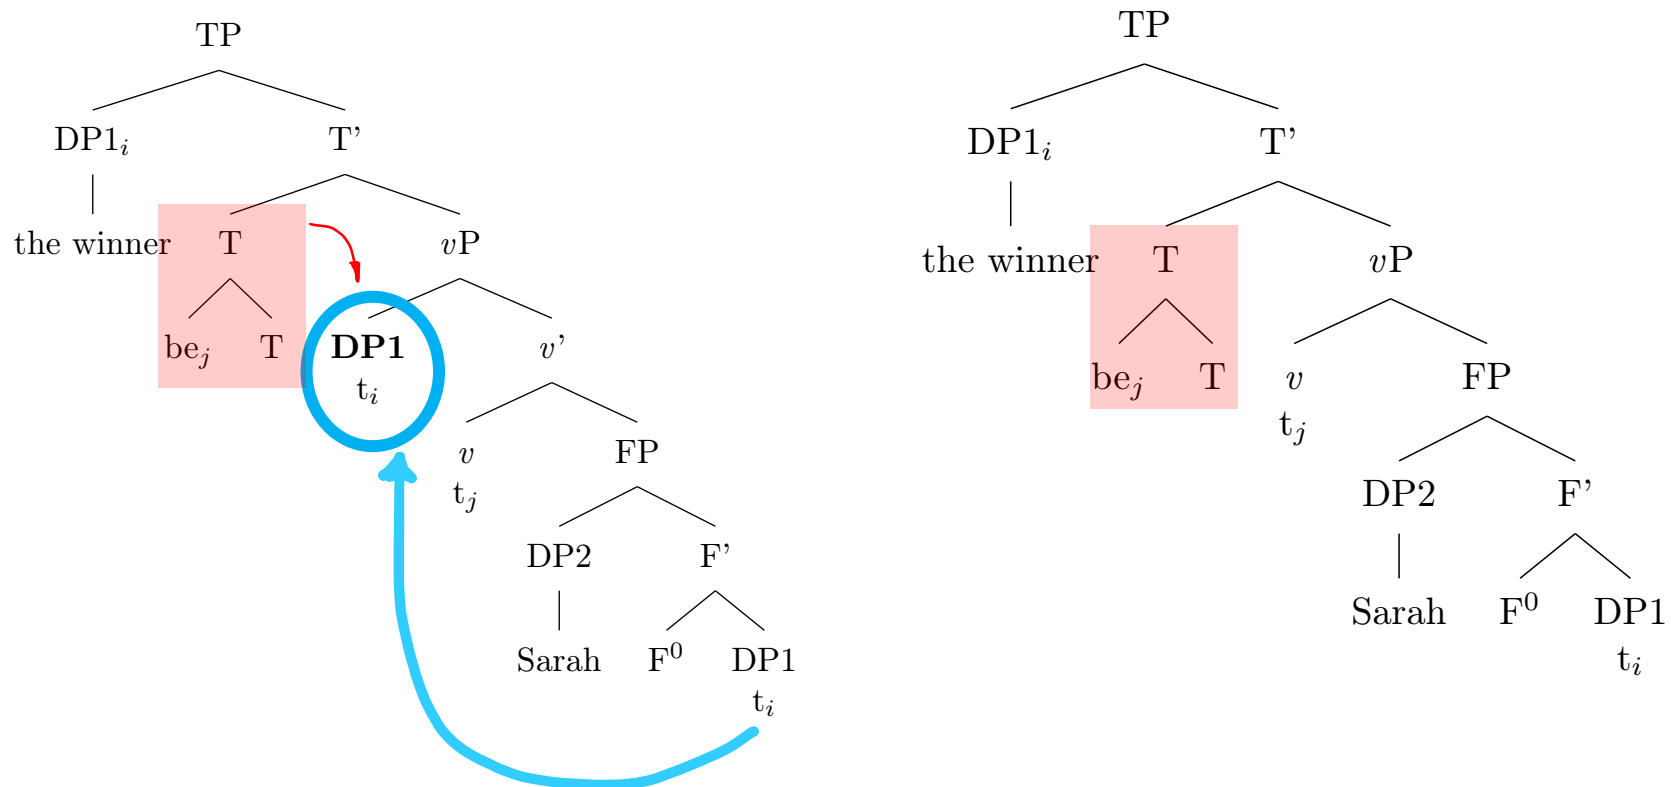 TP
DP1i T’
the winner T vP
bej T DP1 v’
ti
v FP
tj
DP2 F’
Sarah F0 DP1
ti
TP
DP1i T’
the winner T vP
bej T v FP
tj
DP2 F’
Sarah F0 DP1
ti